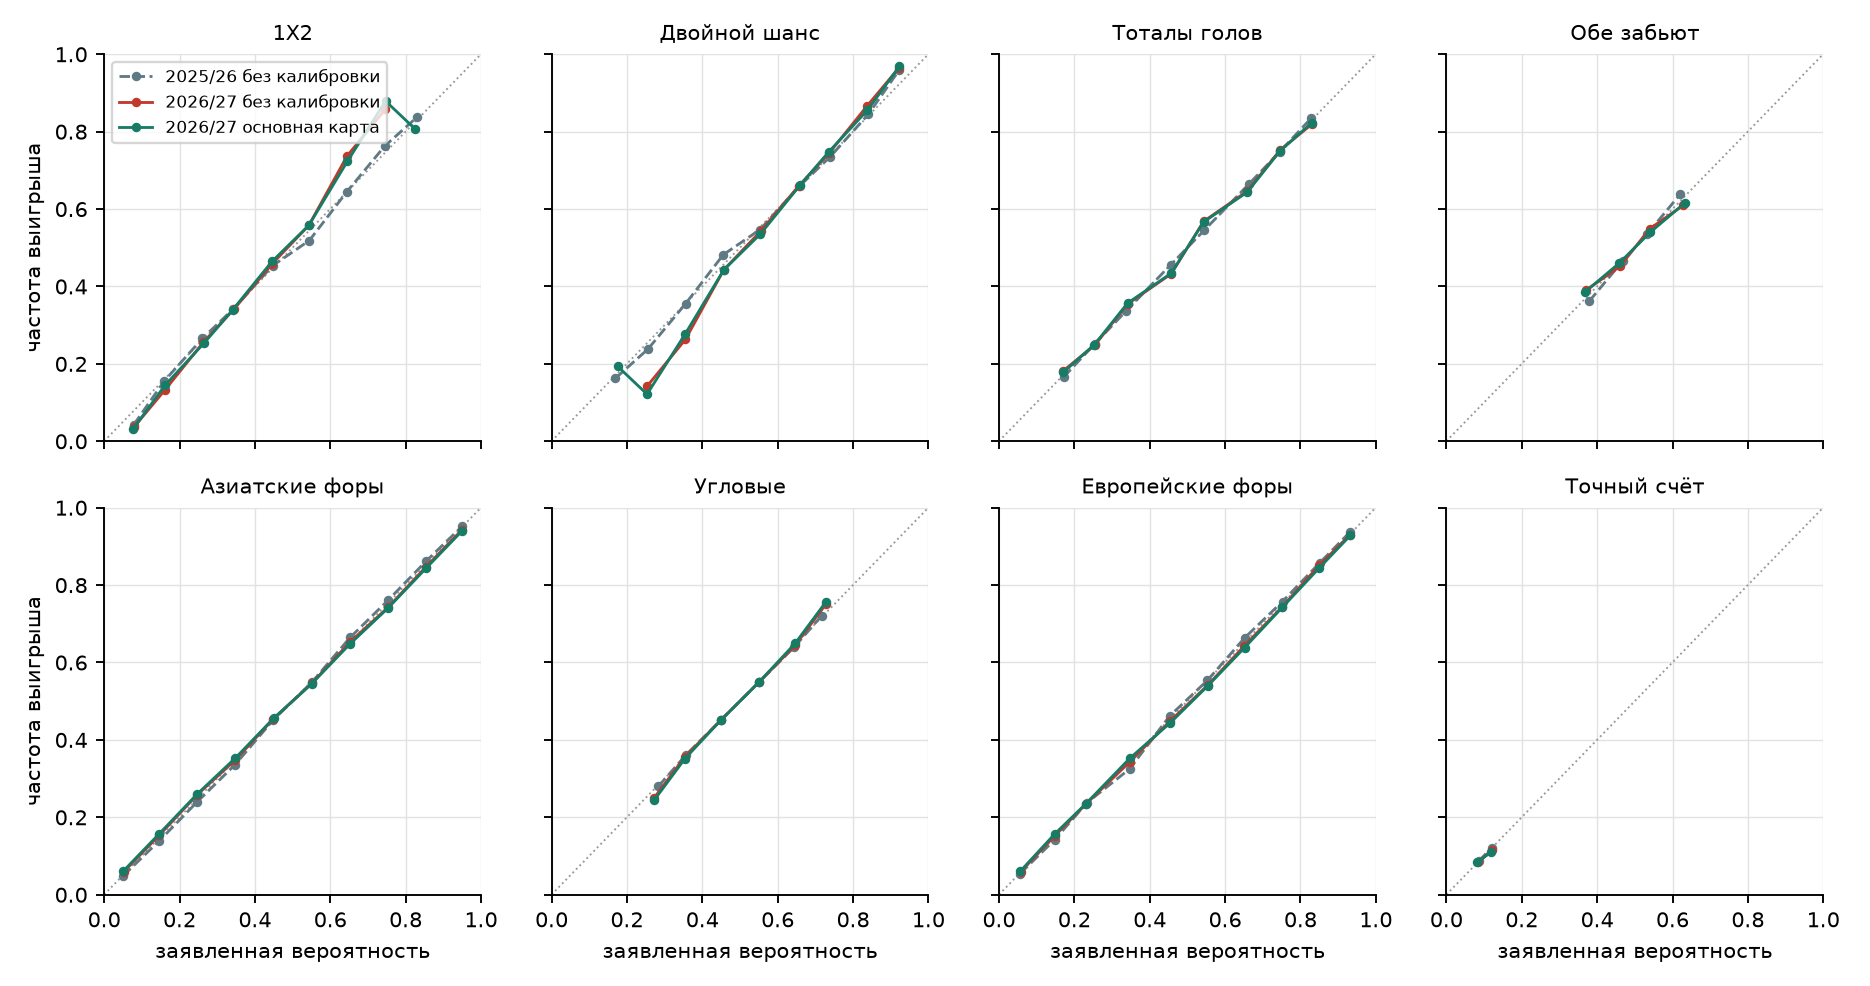 1X2
Двойной шанс
Тоталы голов
Обе забьют
2025/26 без калибровки
2026/27 без калибровки
2026/27 основная карта
1.0
0.8
0.6
0.4
0.2
0.0
частота выигрыша
Азиатские форы
Угловые
Европейские форы
Точный счёт
1.0
0.8
0.6
0.4
0.2
0.0
частота выигрыша
0.0 0.2 0.4 0.6 0.8 1.0
0.0 0.2 0.4 0.6 0.8 1.0
0.0 0.2 0.4 0.6 0.8 1.0
0.0 0.2 0.4 0.6 0.8 1.0
заявленная вероятность
заявленная вероятность
заявленная вероятность
заявленная вероятность